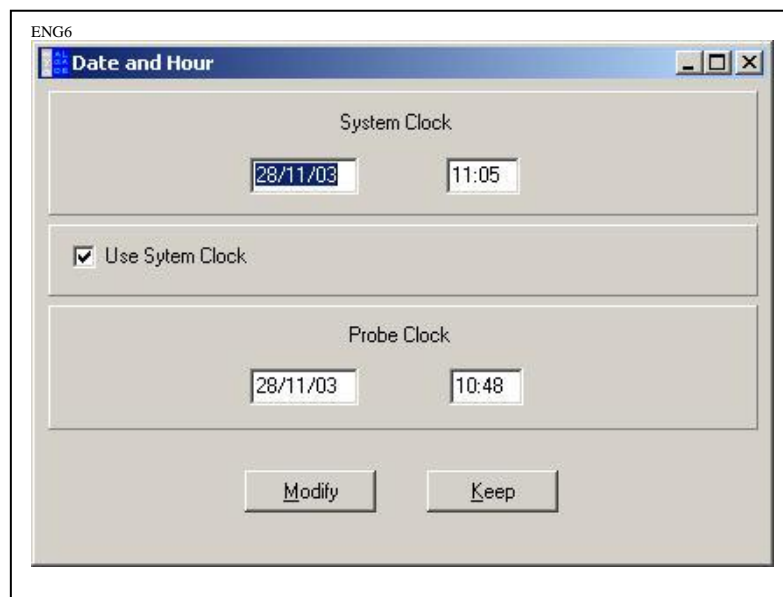 ENG6
Date and Hour
System Clock
28/11/03 11:05
Use Sytem Clock
Probe Clock
28/11/03 10:48
Modify Keep